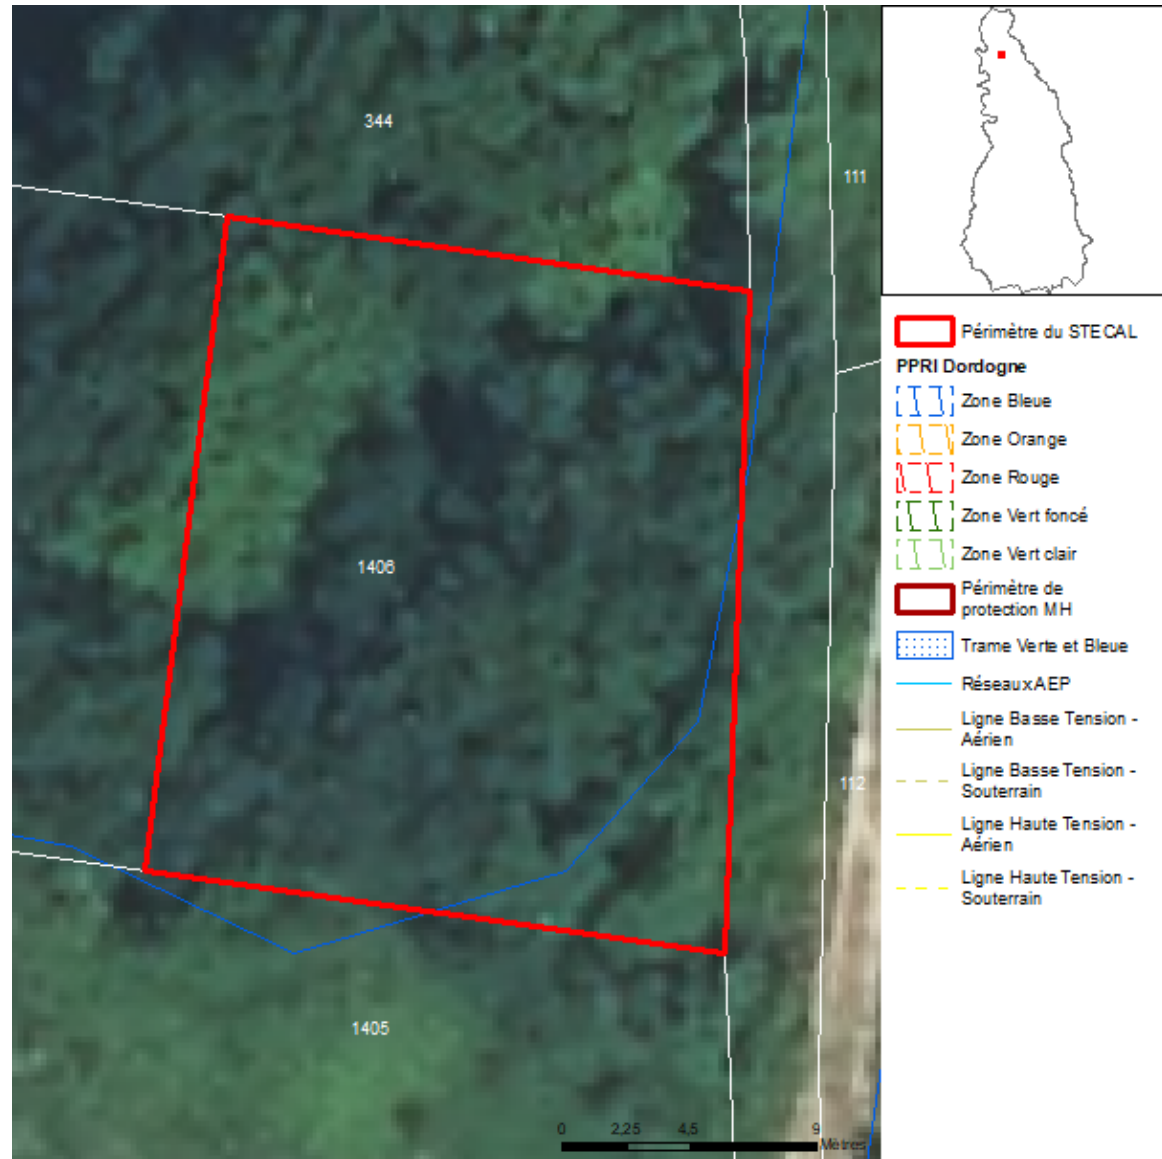 344
111
1406
112
1405
0 2,25 4,5 9
Mètres
Périmètre du STECAL
PPRI Dordogne
Zone Bleue
Zone Orange
Zone Rouge
Zone Vert foncé
Zone Vert clair
Périmètre de
protection MH
Trame Verte et Bleue
Réseaux AEP
Ligne Basse Tension -
Aérien
Ligne Basse Tension -
Souterrain
Ligne Haute Tension -
Aérien
Ligne Haute Tension -
Souterrain